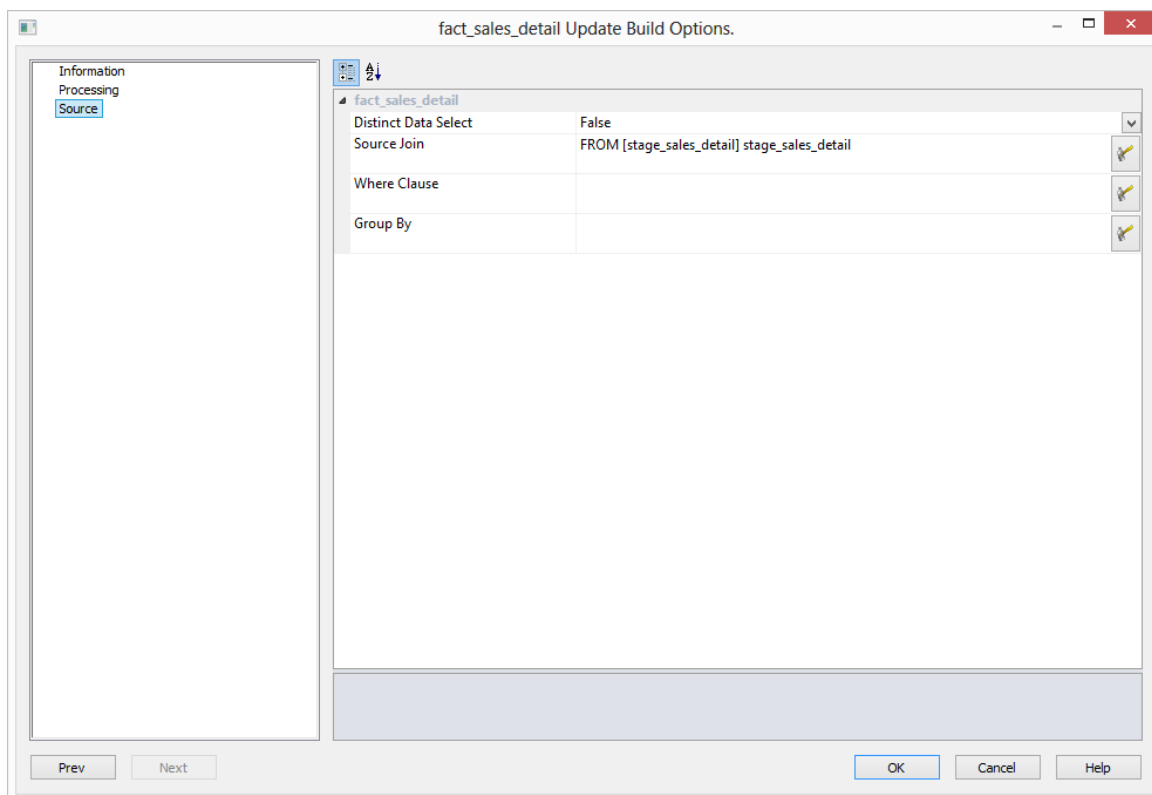 fact_sales_detail Update Build Options.
Information
Processing
Source
fact_sales_detail
Distinct Data Select False
Source Join FROM [stage_sales_detail] stage_sales_detail
Where Clause
Group By
Prev Next OK Cancel Help